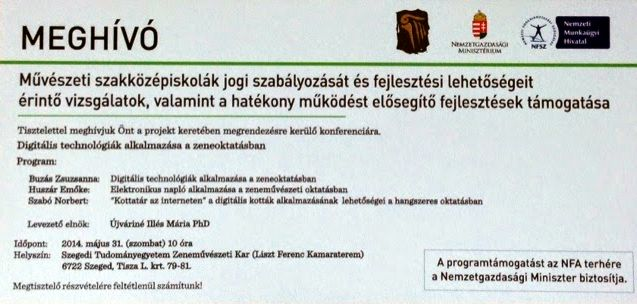 MEGHÍVÓ
NEMZETGAZDASÁGI
MINISZTÉRIUM
NFSZ
Nemzeti
Munkaügyi
Hivatal
Művészeti szakközépiskolák jogi szabályozását és fejlesztési lehetőségeit
érintő vizsgálatok, valamint a hatékony működést elősegítő fejlesztések támogatása
Tisztelettel meghívjuk Önt a projekt keretében megrendezésre kerülő konferenciára.
Digitális technológiák alkalmazása a zeneoktatásban
Program:
Buzás Zsuzsanna: Digitális technológiák alkalmazása a zeneoktatásban
Huszár Emőke: Elektronikus napló alkalmazása a zeneművészeti oktatásban
Szabó Norbert: "Kottatár az interneten" a digitális kották alkalmazásának lehetőségei a hangszeres oktatásban
Levezető elnök: Újváriné Illés Mária PhD
Időpont: 2014. május 31. (szombat) 10 óra
Helyszín: Szegedi Tudományegyetem Zeneművészeti Kar (Liszt Ferenc Kamaraterem)
6722 Szeged, Tisza L. krt. 79-81.
Megtisztelő részvételére feltétlenül számítunk!
A programtámogatást az NFA terhére
a Nemzetgazdasági Miniszter biztosítja.